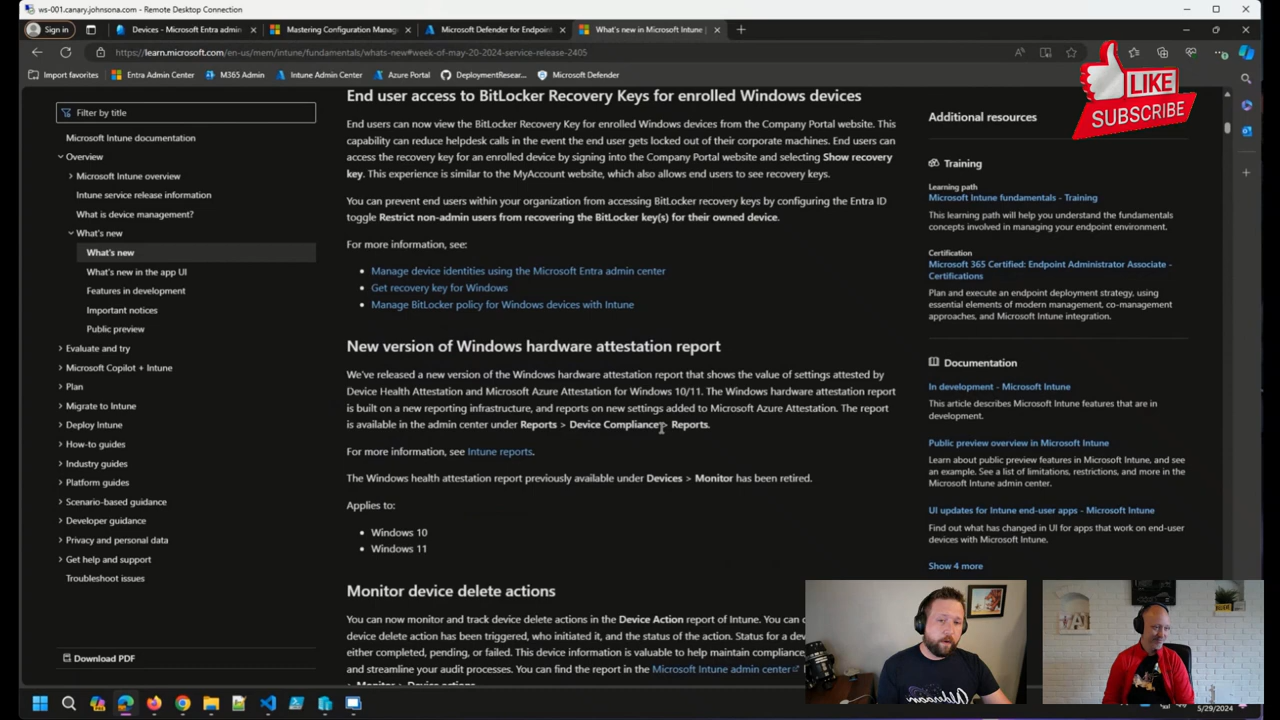 ws-001.canary.johnsona.com - Remote Desktop Connection
Sign in
Devices - Microsoft Entra admin
Mastering Configuration Manag
Microsoft Defender for Endpoint
What's new in Microsoft Intune |
https://learn.microsoft.com/en-us/mem/intune/fundamentals/whats-new#week-of-may-20-2024-service-release-2405
Import favorites
Entra Admin Center
M365 Admin
Intune Admin Center
Azure Portal
DeploymentResear...
Microsoft Defender
LIKE
SUBSCRIBE
Filter by title
Microsoft Intune documentation
Overview
Microsoft Intune overview
Intune service release information
What is device management?
What's new
What's new
What's new in the app UI
Features in development
Important notices
Public preview
Evaluate and try
Microsoft Copilot + Intune
Plan
Migrate to Intune
Deploy Intune
How-to guides
Industry guides
Platform guides
Scenario-based guidance
Developer guidance
Privacy and personal data
Get help and support
Troubleshoot issues
Download PDF
End user access to BitLocker Recovery Keys for enrolled Windows devices
End users can now view the BitLocker Recovery Key for enrolled Windows devices from the Company Portal website. This
capability can reduce helpdesk calls in the event the end user gets locked out of their corporate machines. End users can
access the recovery key for an enrolled device by signing into the Company Portal website and selecting Show recovery
key. This experience is similar to the MyAccount website, which also allows end users to see recovery keys.
You can prevent end users within your organization from accessing BitLocker recovery keys by configuring the Entra ID
toggle Restrict non-admin users from recovering the BitLocker key(s) for their owned device.
For more information, see:
• Manage device identities using the Microsoft Entra admin center
• Get recovery key for Windows
• Manage BitLocker policy for Windows devices with Intune
New version of Windows hardware attestation report
We've released a new version of the Windows hardware attestation report that shows the value of settings attested by
Device Health Attestation and Microsoft Azure Attestation for Windows 10/11. The Windows hardware attestation report
is built on a new reporting infrastructure, and reports on new settings added to Microsoft Azure Attestation. The report
is available in the admin center under Reports > Device Compliance > Reports.
For more information, see Intune reports.
The Windows health attestation report previously available under Devices > Monitor has been retired.
Applies to:
• Windows 10
• Windows 11
Monitor device delete actions
You can now monitor and track device delete actions in the Device Action report of Intune. You can
device delete action has been triggered, who initiated it, and the status of the action. Status for a dev
either completed, pending, or failed. This device information is valuable to help maintain compliance,
and streamline your audit processes. You can find the report in the Microsoft Intune admin center
> Monitor > Device actions
Additional resources
Training
Learning path
Microsoft Intune fundamentals - Training
This learning path will help you understand the fundamentals
concepts involved in managing your endpoint environment.
Certification
Microsoft 365 Certified: Endpoint Administrator Associate -
Certifications
Plan and execute an endpoint deployment strategy, using
essential elements of modern management, co-management
approaches, and Microsoft Intune integration.
Documentation
In development - Microsoft Intune
This article describes Microsoft Intune features that are in
development.
Public preview overview in Microsoft Intune
Learn about public preview features in Microsoft Intune, and see
an example. See a list of limitations, restrictions, and more in the
Microsoft Intune admin center.
UI updates for Intune end-user apps - Microsoft Intune
Find out what has changed in UI for apps that work on end-user
devices with Microsoft Intune.
Show 4 more
5/29/2024